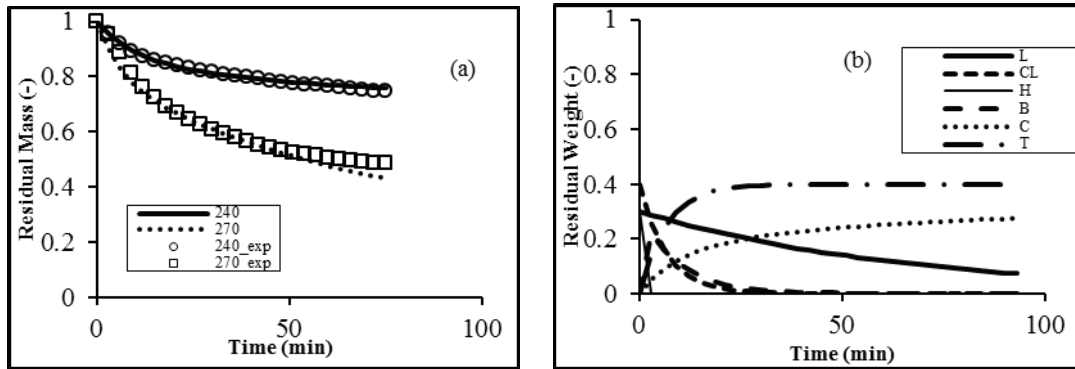 1
0.8
0.6
0.4
0.2
0
Residual Mass (-)
(a)
240
270
240_exp
270_exp
0
50
100
Time (min)
1
0.8
0.6
0.4
0.2
0
Residual Weight (-)
(b)
L
CL
H
B
C
T
0
50
100
Time (min)